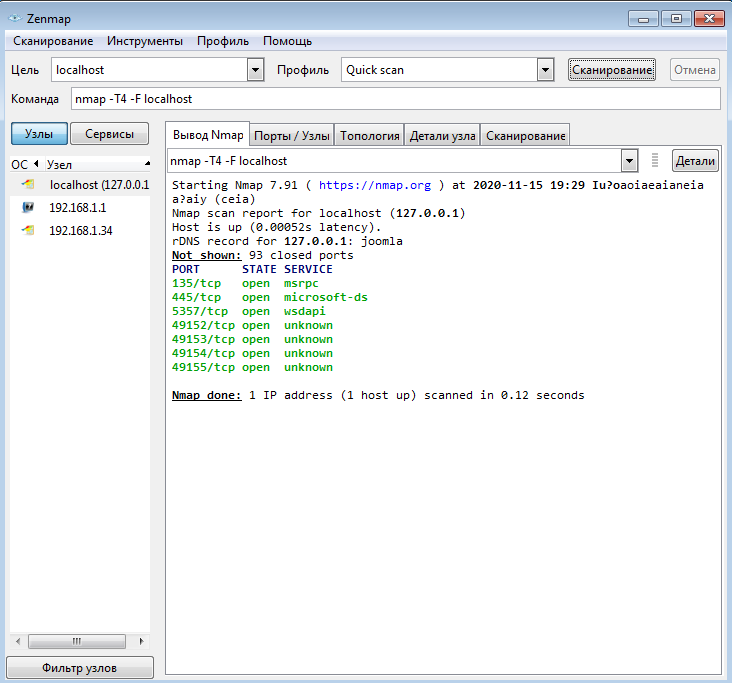 Zenmap
Сканирование Инструменты Профиль Помощь
Цель localhost Профиль Quick scan Сканирование Отмена
Команда nmap -T4 -F localhost
Узлы Сервисы
ОС Узел
localhost (127.0.0.1
192.168.1.1
192.168.1.34
Фильтр узлов
Вывод Nmap Порты / Узлы Топология Детали узла Сканирование
nmap -T4 -F localhost Детали
Starting Nmap 7.91 ( https://nmap.org ) at 2020-11-15 19:29 Iu?oaoiaeaianeia
a?aiy (ceia)
Nmap scan report for localhost (127.0.0.1)
Host is up (0.00052s latency).
rDNS record for 127.0.0.1: joomla
Not shown: 93 closed ports
PORT STATE SERVICE
135/tcp open msrpc
445/tcp open microsoft-ds
5357/tcp open wsdapi
49152/tcp open unknown
49153/tcp open unknown
49154/tcp open unknown
49155/tcp open unknown
Nmap done: 1 IP address (1 host up) scanned in 0.12 seconds